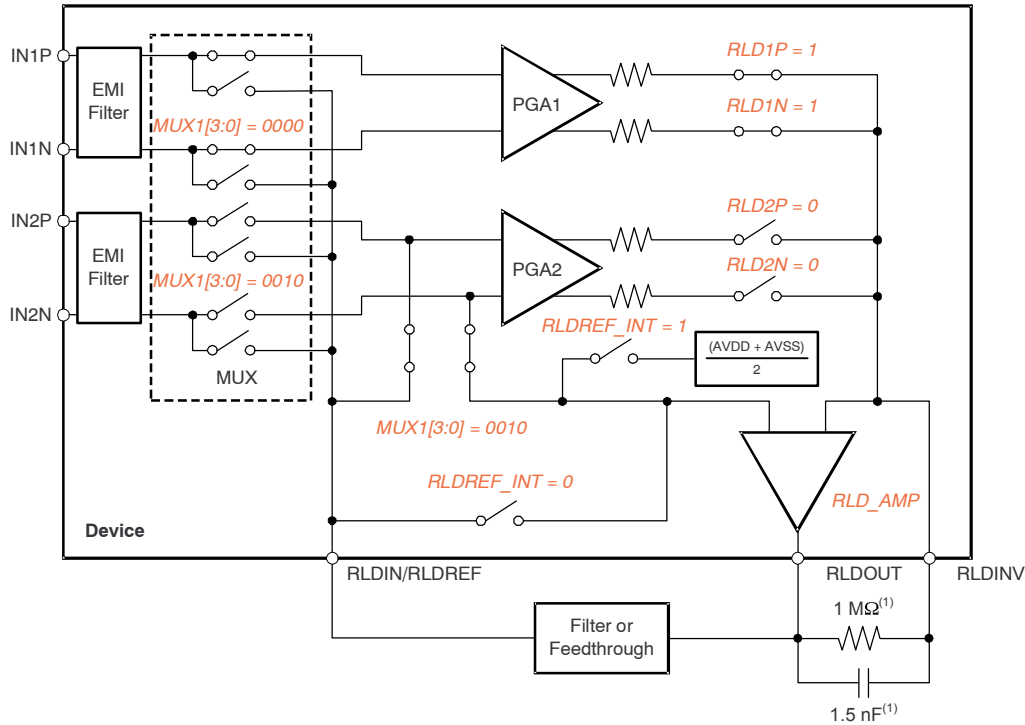 IN1P
EMI
Filter
MUX1[3:0] = 0000
IN1N
IN2P
EMI
Filter
MUX1[3:0] = 0010
IN2N
MUX
PGA1
RLD1P = 1
RLD1N = 1
PGA2
RLD2P = 0
RLD2N = 0
RLDREF_INT = 1
(AVDD + AVSS)
2
MUX1[3:0] = 0010
RLDREF_INT = 0
RLD_AMP
Device
RLDIN/RLDREF
RLDOUT
RLDINV
Filter or
Feedthrough
1 MΩ(1)
1.5 nF(1)